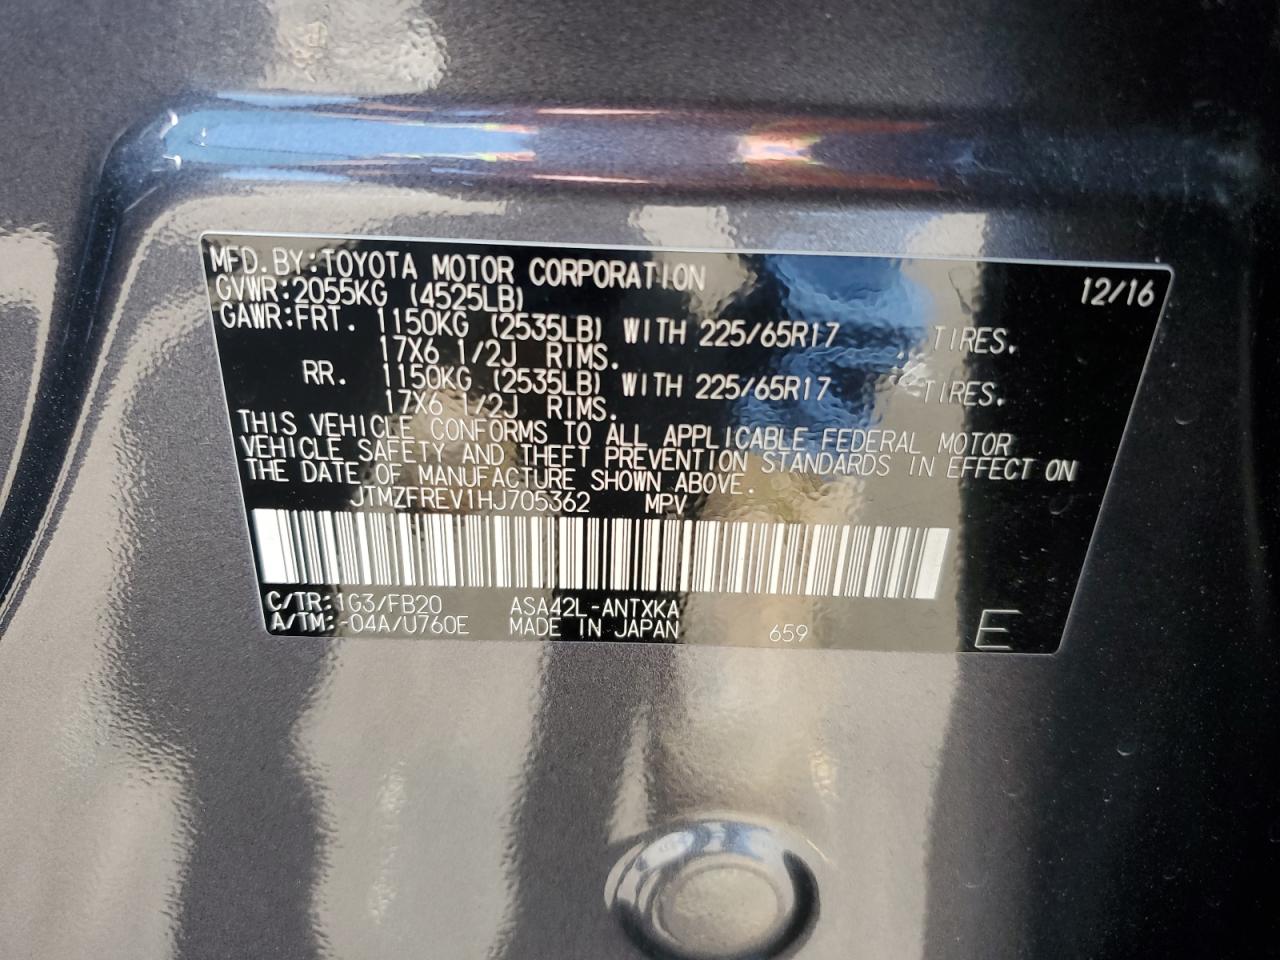 MFD.BY:TOYOTA MOTOR CORPORATION 12/16
GVWR:2055KG (4525LB)
GAWR:FRT. 1150KG (2535LB) WITH 225/65R17 TIRES.
17X6 1/2J RIMS.
RR. 1150KG (2535LB) WITH 225/65R17 TIRES.
17X6 1/2J RIMS.
THIS VEHICLE CONFORMS TO ALL APPLICABLE FEDERAL MOTOR
VEHICLE SAFETY AND THEFT PREVENTION STANDARDS IN EFFECT ON
THE DATE OF MANUFACTURE SHOWN ABOVE.
JTMZFREV1HJ705362 MPV
C/TR:1G3/FB20 ASA42L-ANTXKA
A/TM:-04A/U760E MADE IN JAPAN 659 E